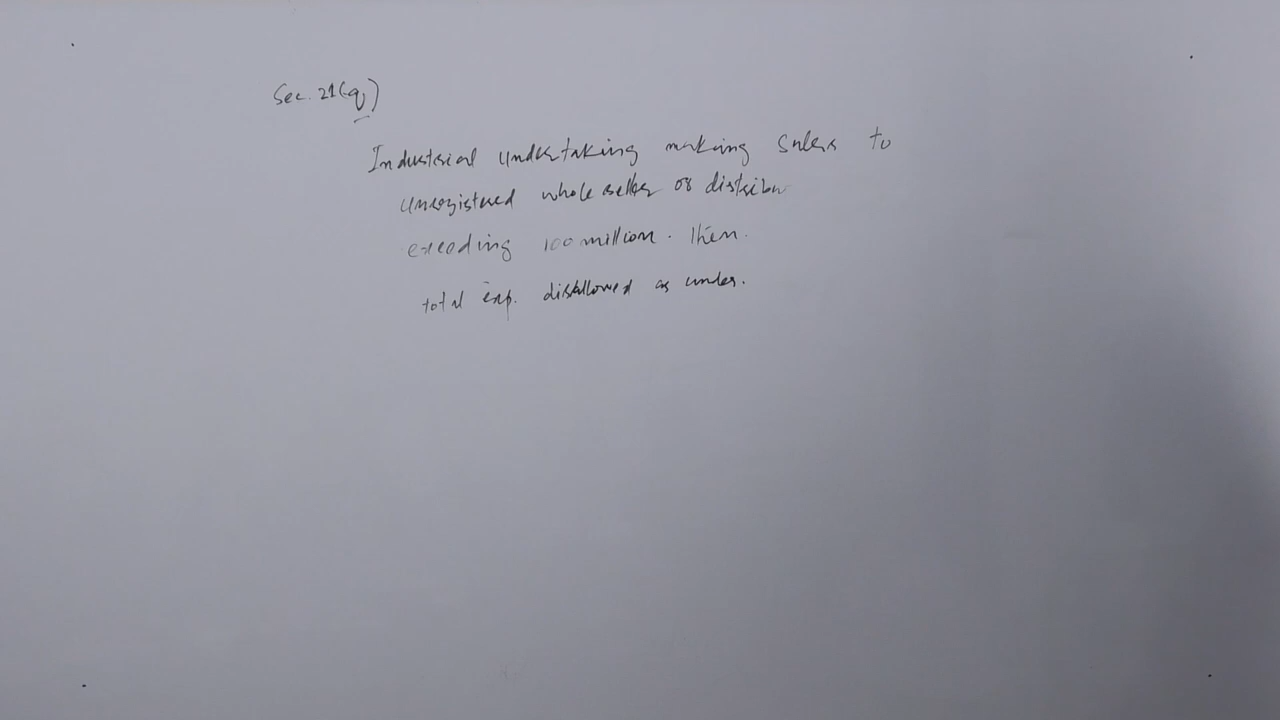 Sec. 21(q)
Industrial undertaking making sales to
unregistered whole seller or distribu
exceeding 100 million. Then.
total exp. disallowed as under.